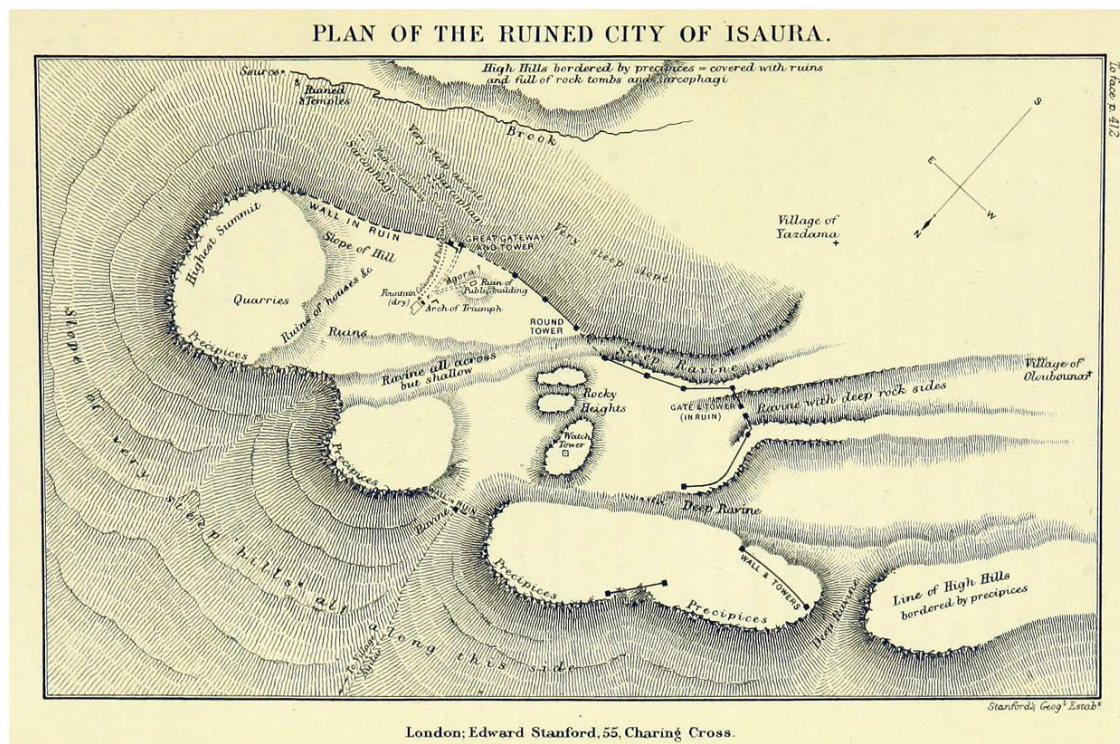 PLAN OF THE RUINED CITY OF ISAURA.
To face p. 412
High Hills bordered by precipices = covered with ruins
and full of rock tombs and sarcophagi
Source
Ruined
Temples
Brook
Very steep ascent
Sarcophagi
Sarcophagi
S
E
W
N
Village of
Yazdama
Highest Summit
WALL IN RUIN
GREAT GATEWAY
AND TOWER
Very steep slope
Slope of Hill
Agora?
Ruin of
Public building
Fountain
(dry)
Arch of Triumph
Quarries
Ruins of houses &c
Ruins
Precipices
ROUND
TOWER
Steep Ravine
Ravine all across
but shallow
Village of
Oloubounar
Rocky
Heights
GATE & TOWER
(IN RUIN)
Ravine with deep rock sides
Watch
Tower
Precipices
WALL IN RUIN
Ravine
Deep Ravine
Slope of very steep hills all
along this side
Precipices
Precipices
WALL & TOWERS
Deep Ravine
Line of High Hills
bordered by precipices
Stanford's Geog.l Estab.t
London; Edward Stanford, 55, Charing Cross.